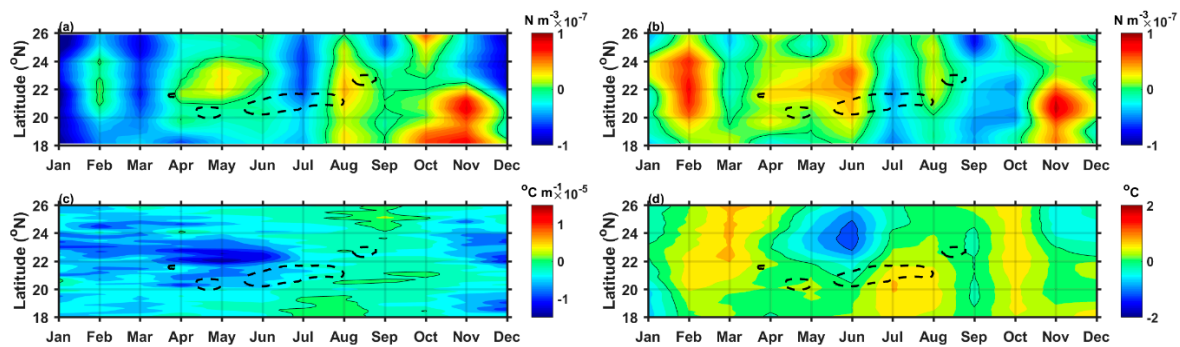 (a) N m⁻³×10⁻⁷
Latitude (°N)
26
24
22
20
18
Jan Feb Mar Apr May Jun Jul Aug Sep Oct Nov Dec
1
0
-1
(b) N m⁻³×10⁻⁷
Latitude (°N)
26
24
22
20
18
Jan Feb Mar Apr May Jun Jul Aug Sep Oct Nov Dec
1
0
-1
(c) °C m⁻¹×10⁻⁵
Latitude (°N)
26
24
22
20
18
Jan Feb Mar Apr May Jun Jul Aug Sep Oct Nov Dec
1
0
-1
(d) °C
Latitude (°N)
26
24
22
20
18
Jan Feb Mar Apr May Jun Jul Aug Sep Oct Nov Dec
2
0
-2